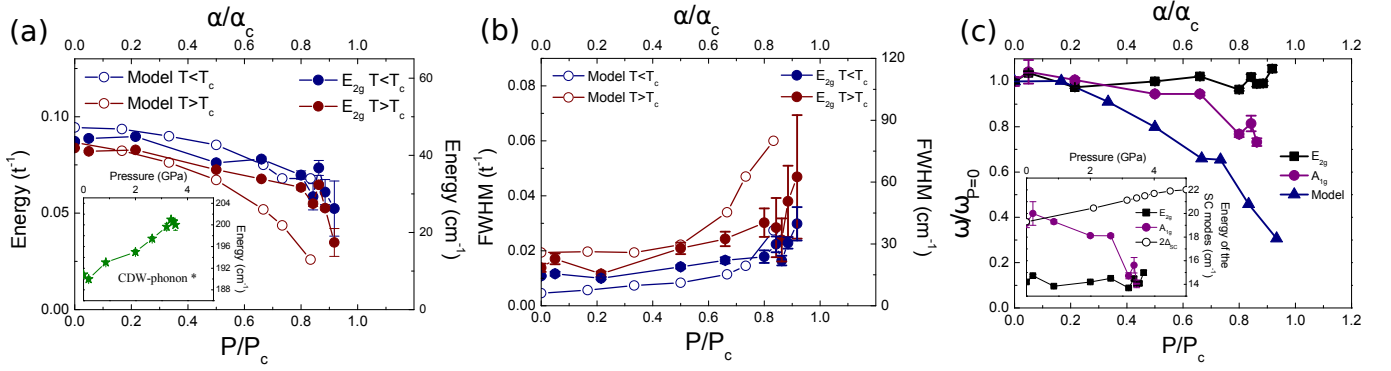 (a)
α/α_c
0.0 0.2 0.4 0.6 0.8 1.0
Model T<T_c
Model T>T_c
E_2g T<T_c
E_2g T>T_c
0.10
0.05
0.00
Energy (t⁻¹)
60
40
20
0
Energy (cm⁻¹)
Pressure (GPa)
0 2 4
204
200
198
190
188
Energy (cm⁻¹)
CDW-phonon *
0.0 0.2 0.4 0.6 0.8 1.0
P/P_c
(b)
α/α_c
0.0 0.2 0.4 0.6 0.8 1.0
Model T<T_c
Model T>T_c
E_2g T<T_c
E_2g T>T_c
0.08
0.06
0.04
0.02
0.00
FWHM (t⁻¹)
120
90
60
30
0
FWHM (cm⁻¹)
0.0 0.2 0.4 0.6 0.8 1.0
P/P_c
(c)
α/α_c
0.0 0.2 0.4 0.6 0.8 1.0 1.2
1.0
0.8
0.6
0.4
0.2
0.0
ω/ω_P=0
E_2g
A_1g
Model
Pressure (GPa)
0 2 4
E_2g
A_1g
2Δ_SC
22
20
18
16
14
Energy of the
SC modes (cm⁻¹)
0.0 0.2 0.4 0.6 0.8 1.0 1.2
P/P_c